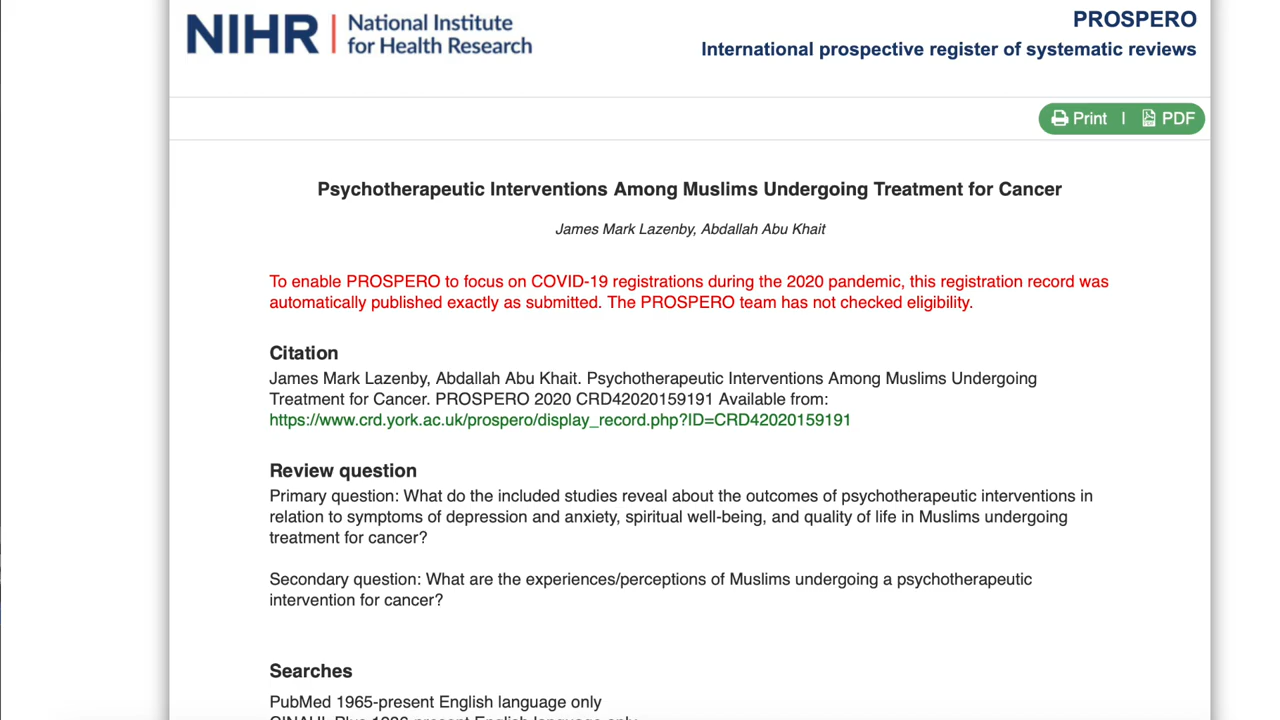 NIHR | National Institute
for Health Research
PROSPERO
International prospective register of systematic reviews
Print | PDF
Psychotherapeutic Interventions Among Muslims Undergoing Treatment for Cancer
James Mark Lazenby, Abdallah Abu Khait
To enable PROSPERO to focus on COVID-19 registrations during the 2020 pandemic, this registration record was
automatically published exactly as submitted. The PROSPERO team has not checked eligibility.
Citation
James Mark Lazenby, Abdallah Abu Khait. Psychotherapeutic Interventions Among Muslims Undergoing
Treatment for Cancer. PROSPERO 2020 CRD42020159191 Available from:
https://www.crd.york.ac.uk/prospero/display_record.php?ID=CRD42020159191
Review question
Primary question: What do the included studies reveal about the outcomes of psychotherapeutic interventions in
relation to symptoms of depression and anxiety, spiritual well-being, and quality of life in Muslims undergoing
treatment for cancer?
Secondary question: What are the experiences/perceptions of Muslims undergoing a psychotherapeutic
intervention for cancer?
Searches
PubMed 1965-present English language only